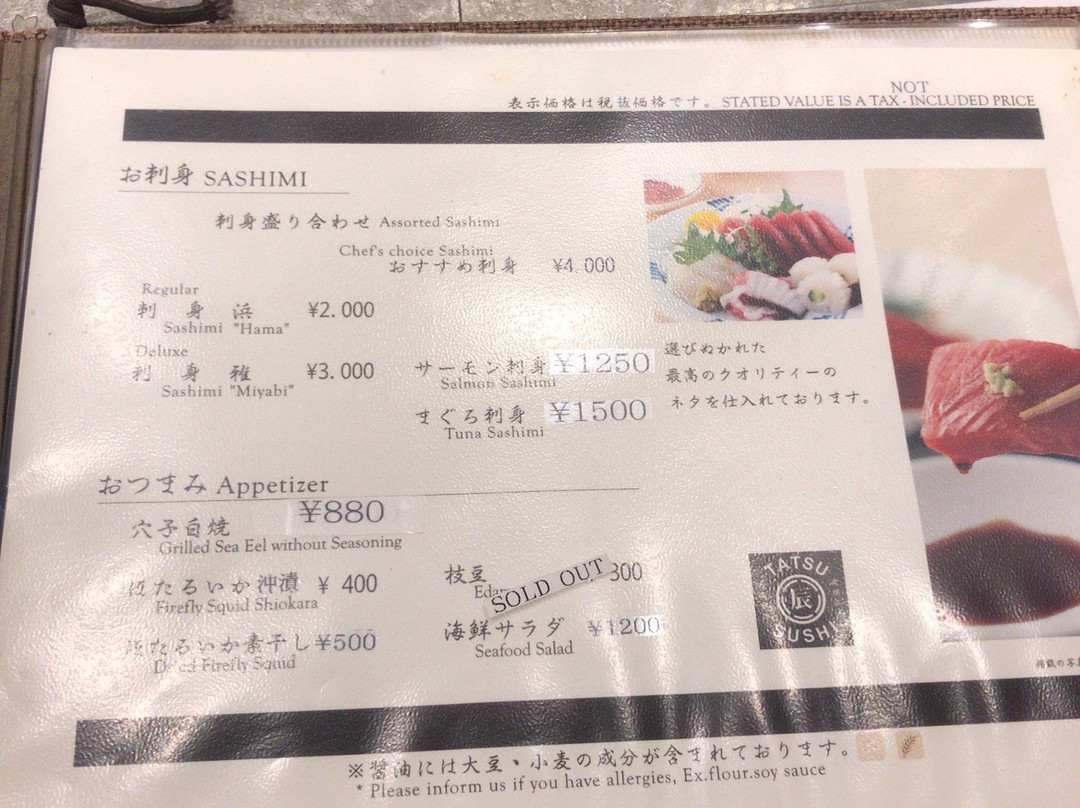 NOT
表示価格は税抜価格です。 STATED VALUE IS A TAX - INCLUDED PRICE
お刺身 SASHIMI
刺身盛り合わせ Assorted Sashimi
Chef's choice Sashimi
おすすめ刺身 ¥4,000
Regular
刺 身 浜 ¥2.000
Sashimi "Hama"
Deluxe
刺 身 雅 ¥3.000
Sashimi "Miyabi"
サーモン刺身 ¥1250
Salmon Sashimi
まぐろ刺身 ¥1500
Tuna Sashimi
選びぬかれた
最高のクオリティーの
ネタを仕入れております。
おつまみ Appetizer
穴子白焼 ¥880
Grilled Sea Eel without Seasoning
ほたるいか沖漬 ¥ 400
Firefly Squid Shiokara
ほたるいか素干し ¥500
Dried Firefly Squid
枝豆 300
SOLD OUT
海鮮サラダ ¥1200
Seafood Salad
TATSU
辰
SUSHI
掲載の写真
※醤油には大豆、小麦の成分が含まれております。
* Please inform us if you have allergies, Ex.flour.soy sauce